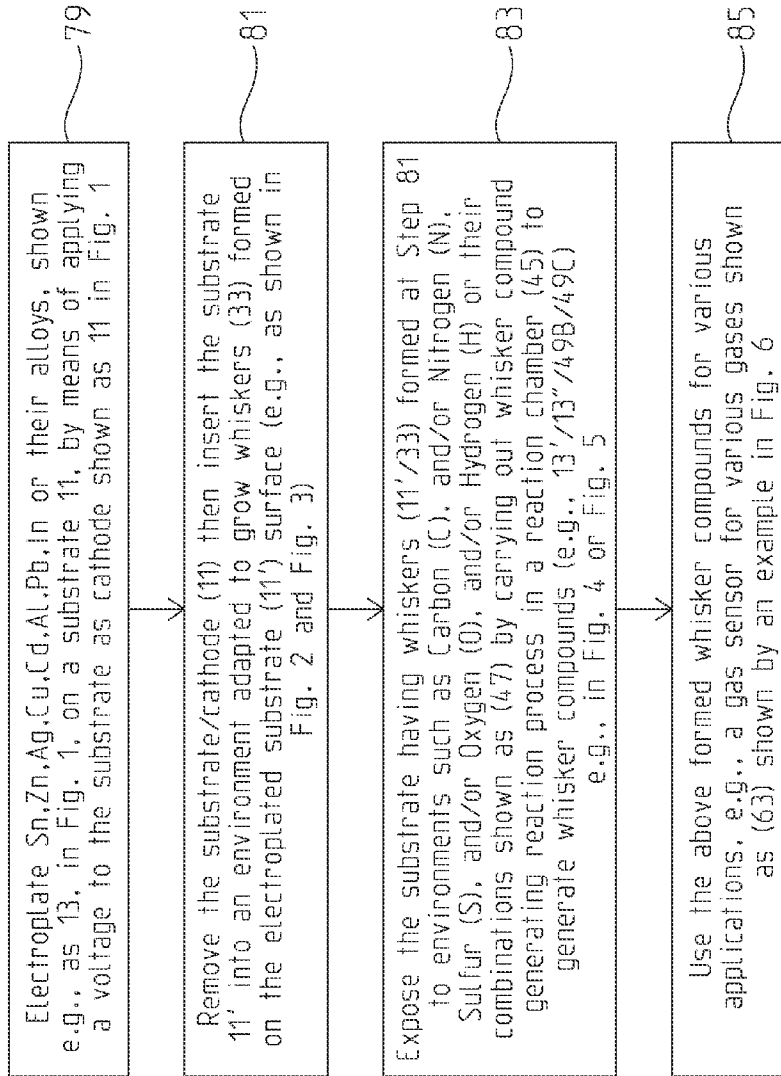 Electroplate Sn,Zn,Ag,Cu,Cd,Al,Pb,In or their alloys, shown
e.g., as 13, in Fig. 1, on a substrate 11, by means of applying
a voltage to the substrate as cathode shown as 11 in Fig. 1
79
Remove the substrate/cathode (11) then insert the substrate
11' into an environment adapted to grow whiskers (33) formed
on the electroplated substrate (11') surface (e.g., as shown in
Fig. 2 and Fig. 3)
81
Expose the substrate having whiskers (11'/33) formed at Step 81
to environments such as Carbon (C), and/or Nitrogen (N),
Sulfur (S), and/or Oxygen (O), and/or Hydrogen (H) or their
combinations shown as (47) by carrying out whisker compound
generating reaction process in a reaction chamber (45) to
generate whisker compounds (e.g., 13'/13"/49B/49C)
e.g., in Fig. 4 or Fig. 5
83
Use the above formed whisker compounds for various
applications, e.g., a gas sensor for various gases shown
as (63) shown by an example in Fig. 6
85